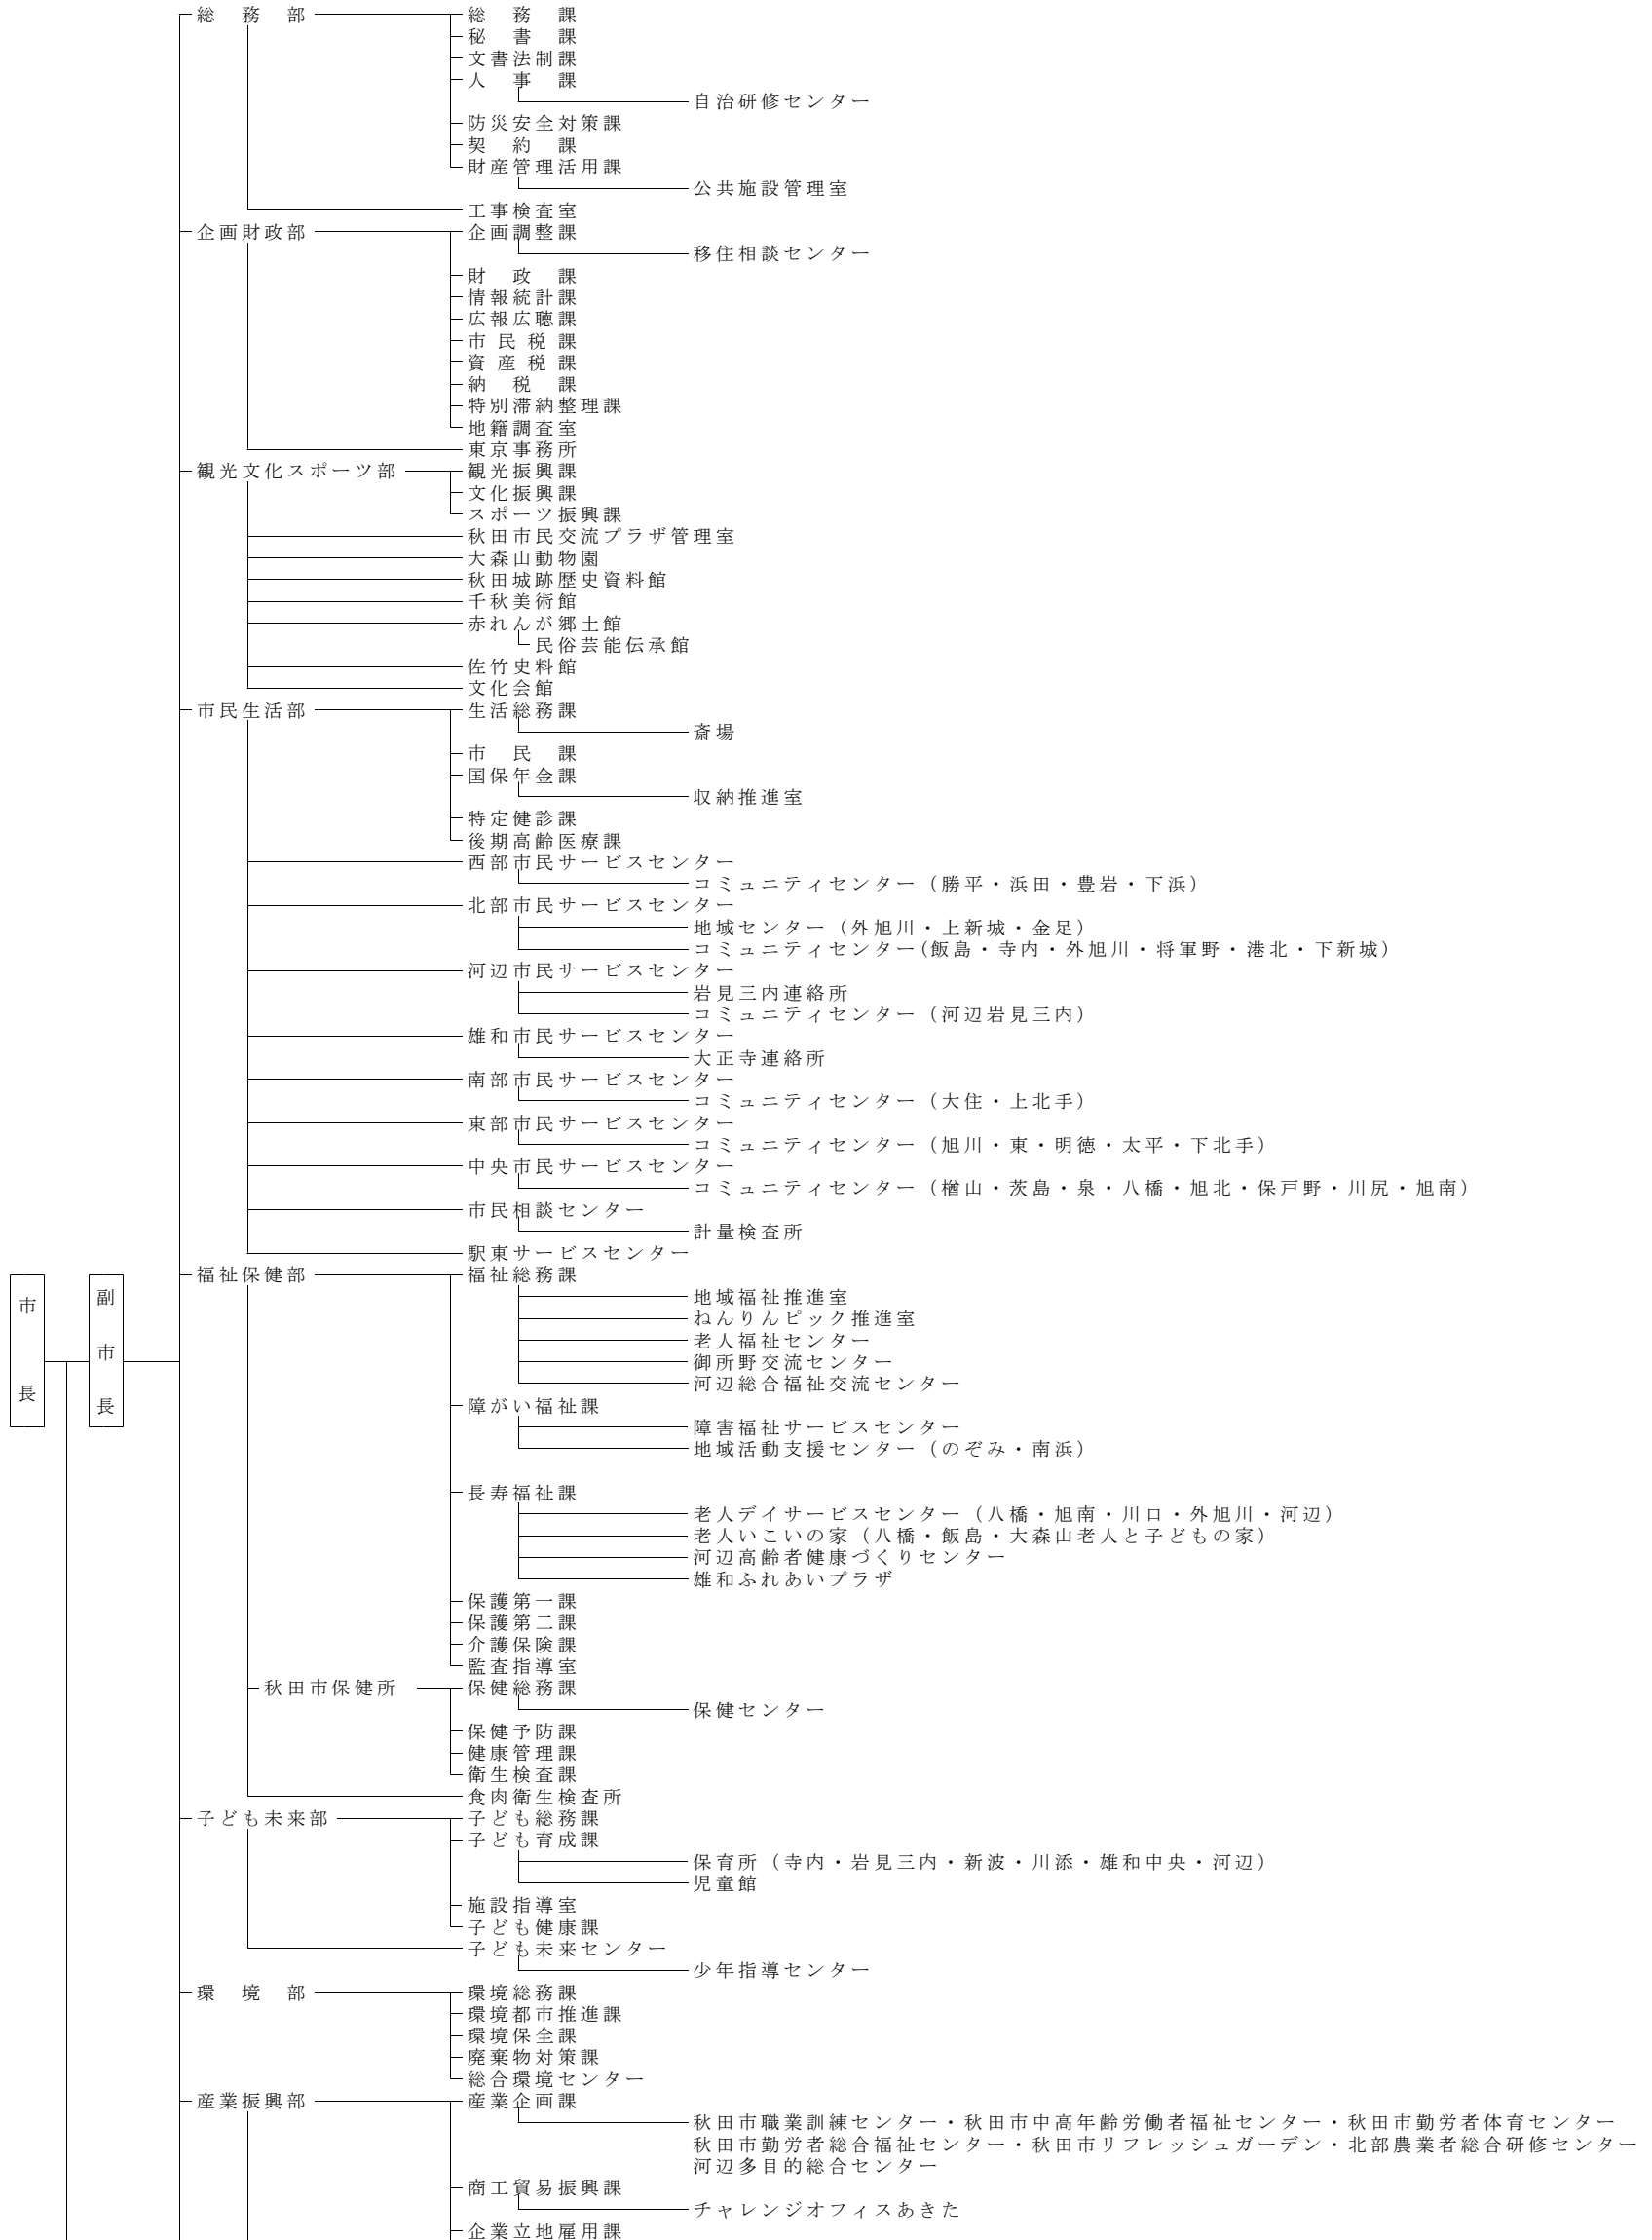 総務部 総務課
秘書課
文書法制課
人事課
自治研修センター
防災安全対策課
契約課
財産管理活用課
公共施設管理室
工事検査室
企画財政部 企画調整課
移住相談センター
財政課
情報統計課
広報広聴課
市民税課
資産税課
納税課
特別滞納整理課
地籍調査室
東京事務所
観光文化スポーツ部 観光振興課
文化振興課
スポーツ振興課
秋田市民交流プラザ管理室
大森山動物園
秋田城跡歴史資料館
千秋美術館
赤れんが郷土館
民俗芸能伝承館
佐竹史料館
文化会館
市民生活部 生活総務課
斎場
市民課
国保年金課
収納推進室
特定健診課
後期高齢医療課
西部市民サービスセンター
コミュニティセンター（勝平・浜田・豊岩・下浜）
北部市民サービスセンター
地域センター（外旭川・上新城・金足）
コミュニティセンター(飯島・寺内・外旭川・将軍野・港北・下新城）
河辺市民サービスセンター
岩見三内連絡所
コミュニティセンター（河辺岩見三内）
雄和市民サービスセンター
大正寺連絡所
南部市民サービスセンター
コミュニティセンター（大住・上北手）
東部市民サービスセンター
コミュニティセンター（旭川・東・明徳・太平・下北手）
中央市民サービスセンター
コミュニティセンター（楢山・茨島・泉・八橋・旭北・保戸野・川尻・旭南）
市民相談センター
計量検査所
駅東サービスセンター
市長
副市長
福祉保健部 福祉総務課
地域福祉推進室
ねんりんピック推進室
老人福祉センター
御所野交流センター
河辺総合福祉交流センター
障がい福祉課
障害福祉サービスセンター
地域活動支援センター（のぞみ・南浜）
長寿福祉課
老人デイサービスセンター（八橋・旭南・川口・外旭川・河辺）
老人いこいの家（八橋・飯島・大森山老人と子どもの家）
河辺高齢者健康づくりセンター
雄和ふれあいプラザ
保護第一課
保護第二課
介護保険課
監査指導室
秋田市保健所 保健総務課
保健センター
保健予防課
健康管理課
衛生検査課
食肉衛生検査所
子ども未来部 子ども総務課
子ども育成課
保育所（寺内・岩見三内・新波・川添・雄和中央・河辺）
児童館
施設指導室
子ども健康課
子ども未来センター
少年指導センター
環境部 環境総務課
環境都市推進課
環境保全課
廃棄物対策課
総合環境センター
産業振興部 産業企画課
秋田市職業訓練センター・秋田市中高年齢労働者福祉センター・秋田市勤労者体育センター
秋田市勤労者総合福祉センター・秋田市リフレッシュガーデン・北部農業者総合研修センター
河辺多目的総合センター
商工貿易振興課
チャレンジオフィスあきた
企業立地雇用課